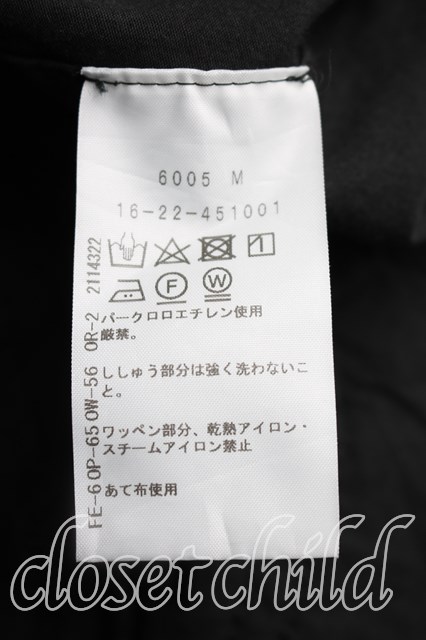 6005 M
16-22-451001
F
W
パークロロエチレン使用
厳禁。
ししゅう部分は強く洗わないこ
と。
ワッペン部分、乾熱アイロン・
スチームアイロン禁止
あて布使用
FE-6 OP-65 OW-56 OR-2 2114322
closet child